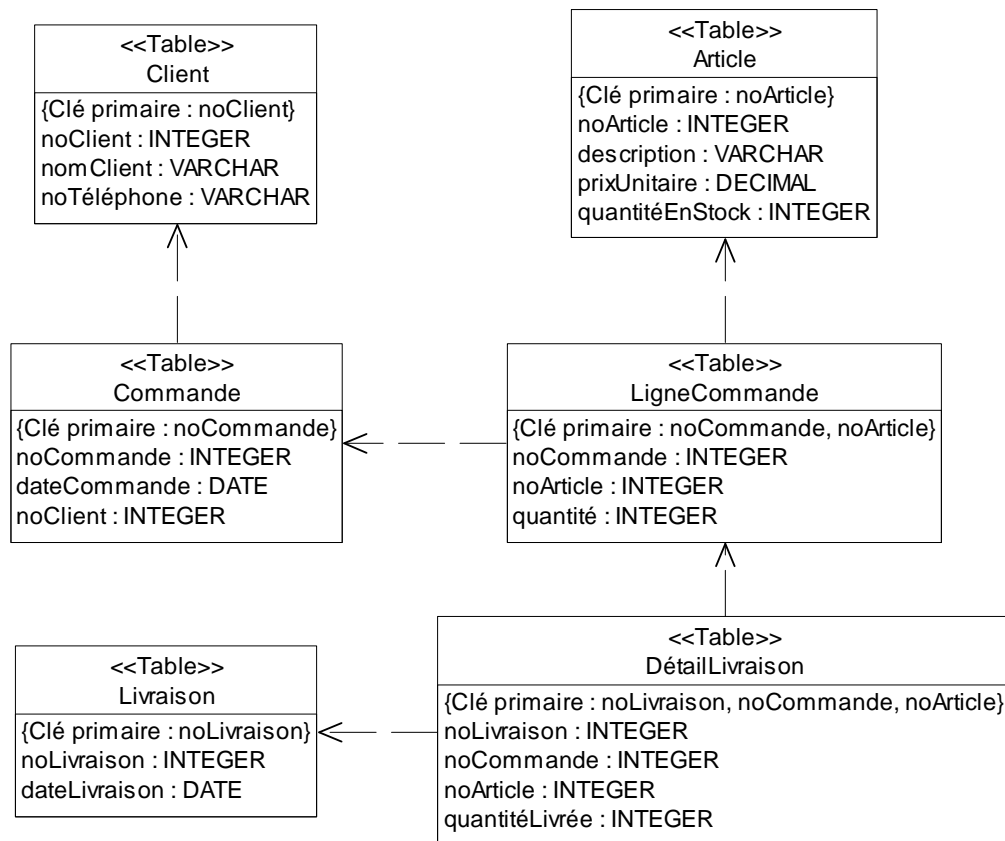 <<Table>>
Client
{Clé primaire : noClient}
noClient : INTEGER
nomClient : VARCHAR
noTéléphone : VARCHAR
<<Table>>
Article
{Clé primaire : noArticle}
noArticle : INTEGER
description : VARCHAR
prixUnitaire : DECIMAL
quantitéEnStock : INTEGER
<<Table>>
Commande
{Clé primaire : noCommande}
noCommande : INTEGER
dateCommande : DATE
noClient : INTEGER
<<Table>>
LigneCommande
{Clé primaire : noCommande, noArticle}
noCommande : INTEGER
noArticle : INTEGER
quantité : INTEGER
<<Table>>
Livraison
{Clé primaire : noLivraison}
noLivraison : INTEGER
dateLivraison : DATE
<<Table>>
DétailLivraison
{Clé primaire : noLivraison, noCommande, noArticle}
noLivraison : INTEGER
noCommande : INTEGER
noArticle : INTEGER
quantitéLivrée : INTEGER